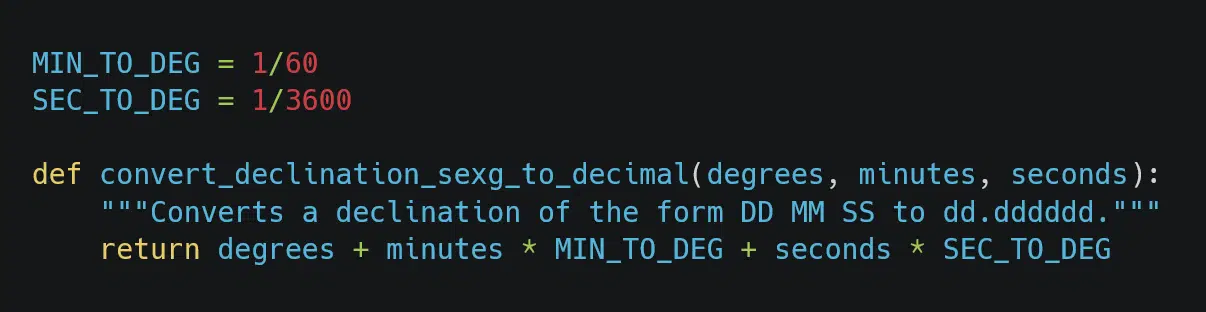 MIN_TO_DEG = 1/60
SEC_TO_DEG = 1/3600
def convert_declination_sexg_to_decimal(degrees, minutes, seconds):
"""Converts a declination of the form DD MM SS to dd.dddddd."""
return degrees + minutes * MIN_TO_DEG + seconds * SEC_TO_DEG